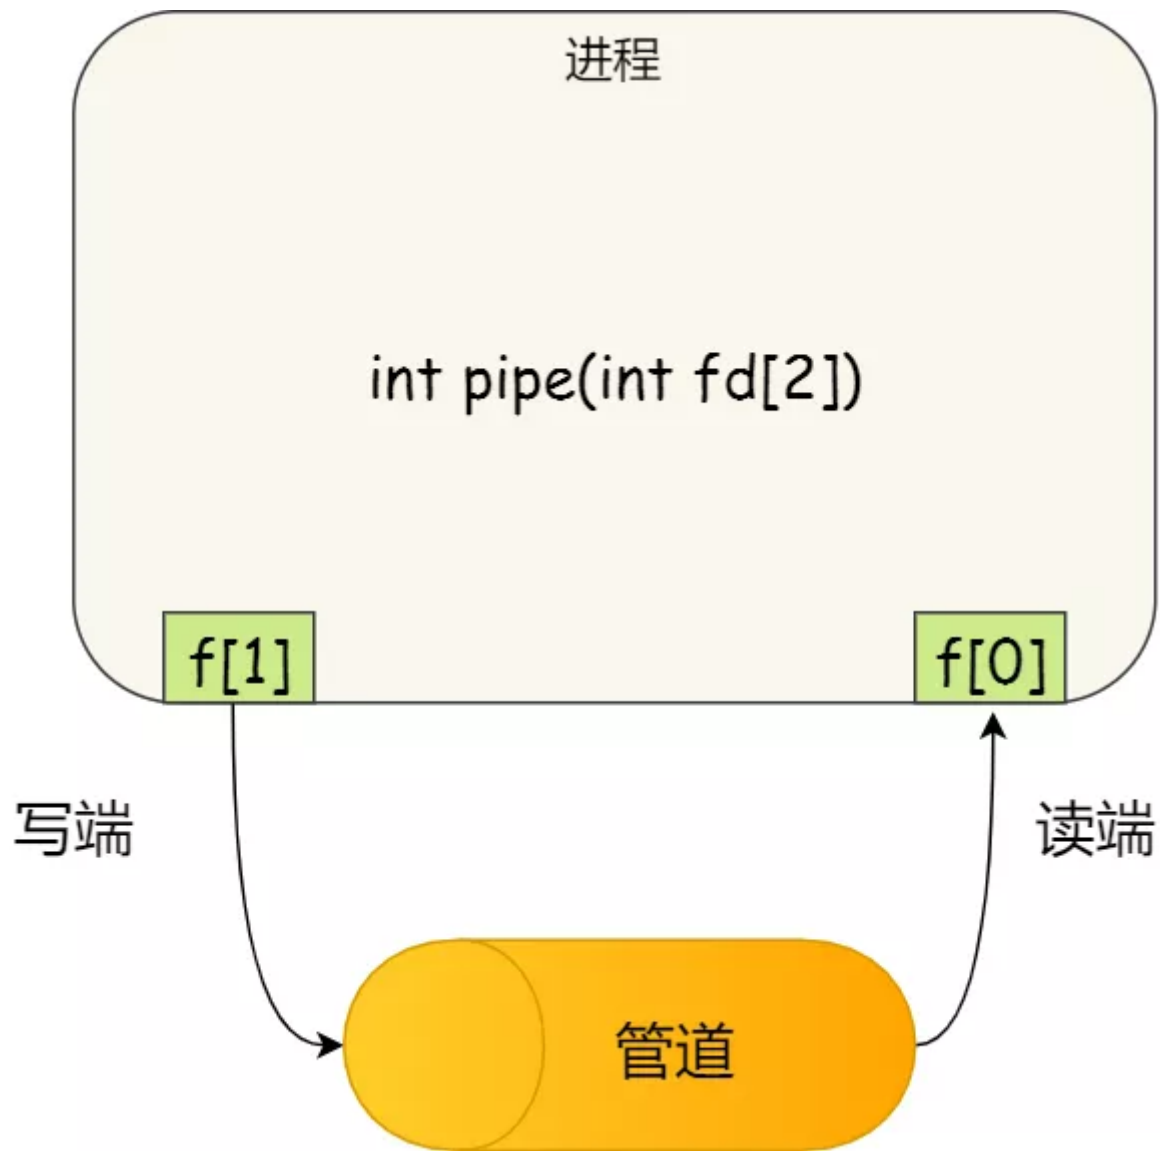 进程
int pipe(int fd[2])
f[1]
f[0]
写端
读端
管道